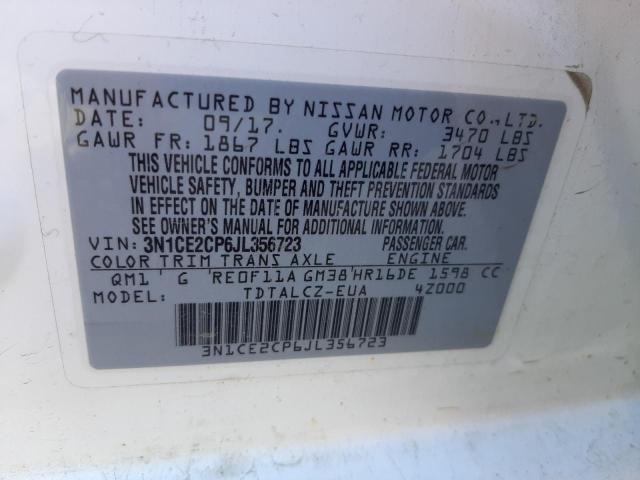 MANUFACTURED BY NISSAN MOTOR CO.,LTD.
DATE: 09/17. GVWR: 3470 LBS
GAWR FR: 1867 LBS GAWR RR: 1704 LBS
THIS VEHICLE CONFORMS TO ALL APPLICABLE FEDERAL MOTOR
VEHICLE SAFETY, BUMPER AND THEFT PREVENTION STANDARDS
IN EFFECT ON THE DATE OF MANUFACTURE SHOWN ABOVE.
SEE OWNER'S MANUAL FOR ADDITIONAL INFORMATION
VIN: 3N1CE2CP6JL356723 PASSENGER CAR.
COLOR TRIM TRANS AXLE ENGINE
QM1 G RE0F11A GM38 HR16DE 1598 CC
MODEL: TDTALCZ-EUA 4Z000
3N1CE2CP6JL356723